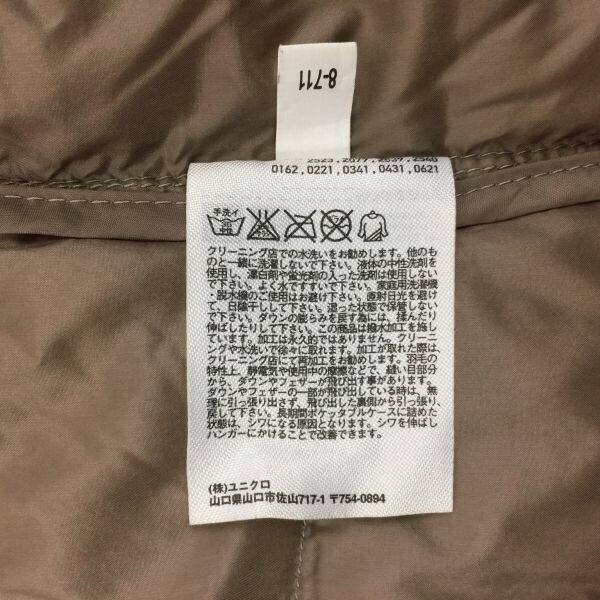 8-711
2523,2077,2039,2340
0162,0221,0341,0431,0621
手洗イ
30
中性
クリーニング店での水洗いをお勧めします。他のも
のと一緒に洗濯しないで下さい。液体の中性洗剤を
使用し、漂白剤や蛍光剤の入った洗剤は使用しない
で下さい。よく水ですすいで下さい。家庭用洗濯機
・脱水機のご使用はお避け下さい。直射日光を避け
て、日陰干しして下さい。湿った状態で保管しない
で下さい。ダウンの膨らみを戻す為には、揉んだり
伸ばしたりして下さい。この商品は撥水加工を施し
ています。加工は永久的ではありません。クリーニ
ングや水洗いで徐々に取れます。加工が取れた際は、
クリーニング店にて再加工をお勧めします。羽毛の
特性上、静電気や使用中の摩擦などで、縫い目部分
から、ダウンやフェザーが飛び出す事があります。
ダウンやフェザーの一部が飛び出している時は、無
理に引っ張り出さず、飛び出した裏側から引っ張り、
戻して下さい。長期間ポケッタブルケースに詰めた
状態は、シワになる原因となります。シワを伸ばし
ハンガーにかけることで改善できます。
(株)ユニクロ
山口県山口市佐山717-1 〒754-0894